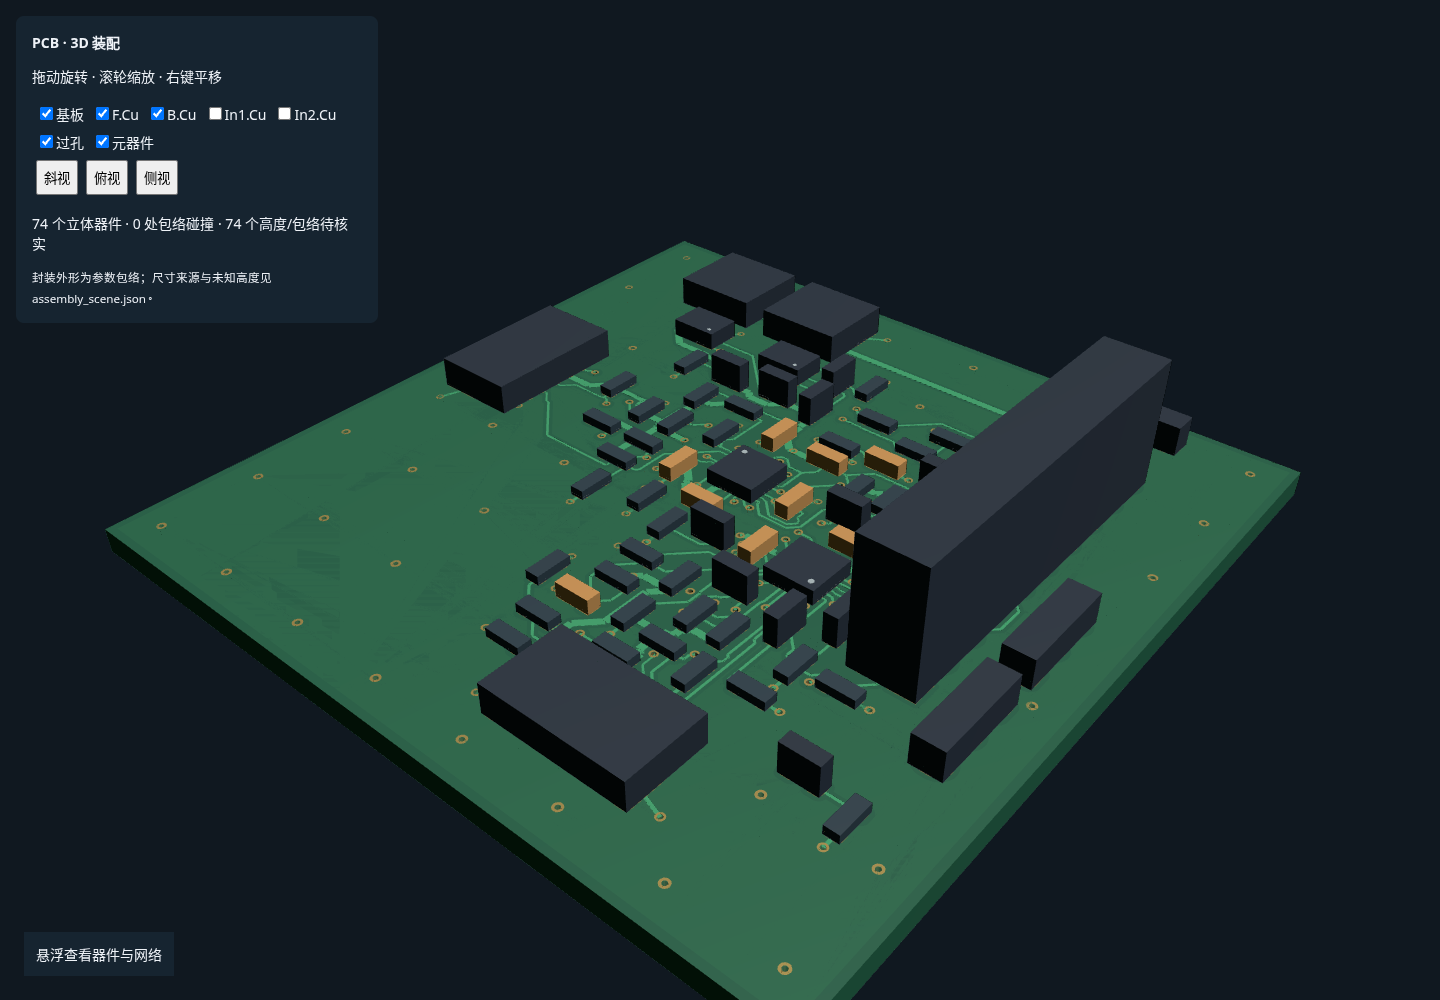 PCB · 3D 装配
拖动旋转 · 滚轮缩放 · 右键平移
基板 F.Cu B.Cu In1.Cu In2.Cu
过孔 元器件
斜视 俯视 侧视
74 个立体器件 · 0 处包络碰撞 · 74 个高度/包络待核
实
封装外形为参数包络；尺寸来源与未知高度见
assembly_scene.json。
悬浮查看器件与网络